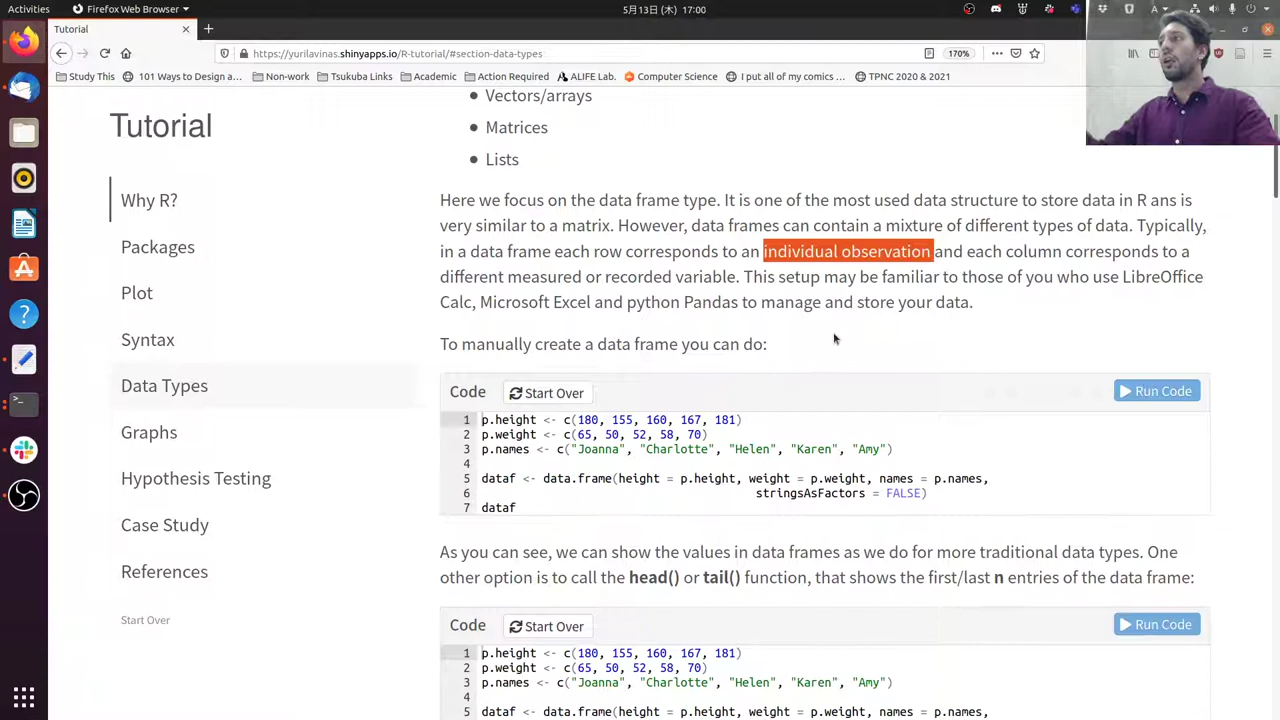 Activities
Firefox Web Browser
5月13日 (木) 17:00
Tutorial
https://yurilavinas.shinyapps.io/R-tutorial/#section-data-types
170%
Study This
101 Ways to Design a...
Non-work
Tsukuba Links
Academic
Action Required
ALIFE Lab.
Computer Science
I put all of my comics ...
TPNC 2020 & 2021
Tutorial
Why R?
Packages
Plot
Syntax
Data Types
Graphs
Hypothesis Testing
Case Study
References
Start Over
Vectors/arrays
Matrices
Lists
Here we focus on the data frame type. It is one of the most used data structure to store data in R ans is
very similar to a matrix. However, data frames can contain a mixture of different types of data. Typically,
in a data frame each row corresponds to an individual observation and each column corresponds to a
different measured or recorded variable. This setup may be familiar to those of you who use LibreOffice
Calc, Microsoft Excel and python Pandas to manage and store your data.
To manually create a data frame you can do:
Code
Start Over
Run Code
1 p.height <- c(180, 155, 160, 167, 181)
2 p.weight <- c(65, 50, 52, 58, 70)
3 p.names <- c("Joanna", "Charlotte", "Helen", "Karen", "Amy")
4
5 dataf <- data.frame(height = p.height, weight = p.weight, names = p.names,
6 stringsAsFactors = FALSE)
7 dataf
As you can see, we can show the values in data frames as we do for more traditional data types. One
other option is to call the head() or tail() function, that shows the first/last n entries of the data frame:
Code
Start Over
Run Code
1 p.height <- c(180, 155, 160, 167, 181)
2 p.weight <- c(65, 50, 52, 58, 70)
3 p.names <- c("Joanna", "Charlotte", "Helen", "Karen", "Amy")
4
5 dataf <- data.frame(height = p.height, weight = p.weight, names = p.names,